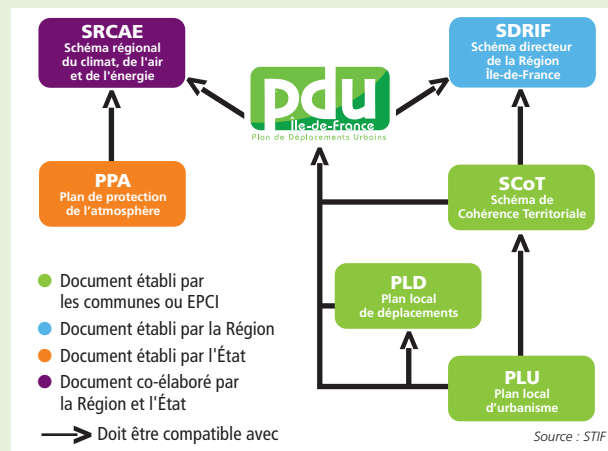 SRCAE
Schéma régional
du climat, de l'air
et de l'énergie
SDRIF
Schéma directeur
de la Région
Île-de-France
pdu
Île-de-France
Plan de Déplacements Urbains
PPA
Plan de protection
de l'atmosphère
SCoT
Schéma de
Cohérence Territoriale
PLD
Plan local
de déplacements
PLU
Plan local
d'urbanisme
Document établi par
les communes ou EPCI
Document établi par la Région
Document établi par l'État
Document co-élaboré par
la Région et l'État
Doit être compatible avec
Source : STIF